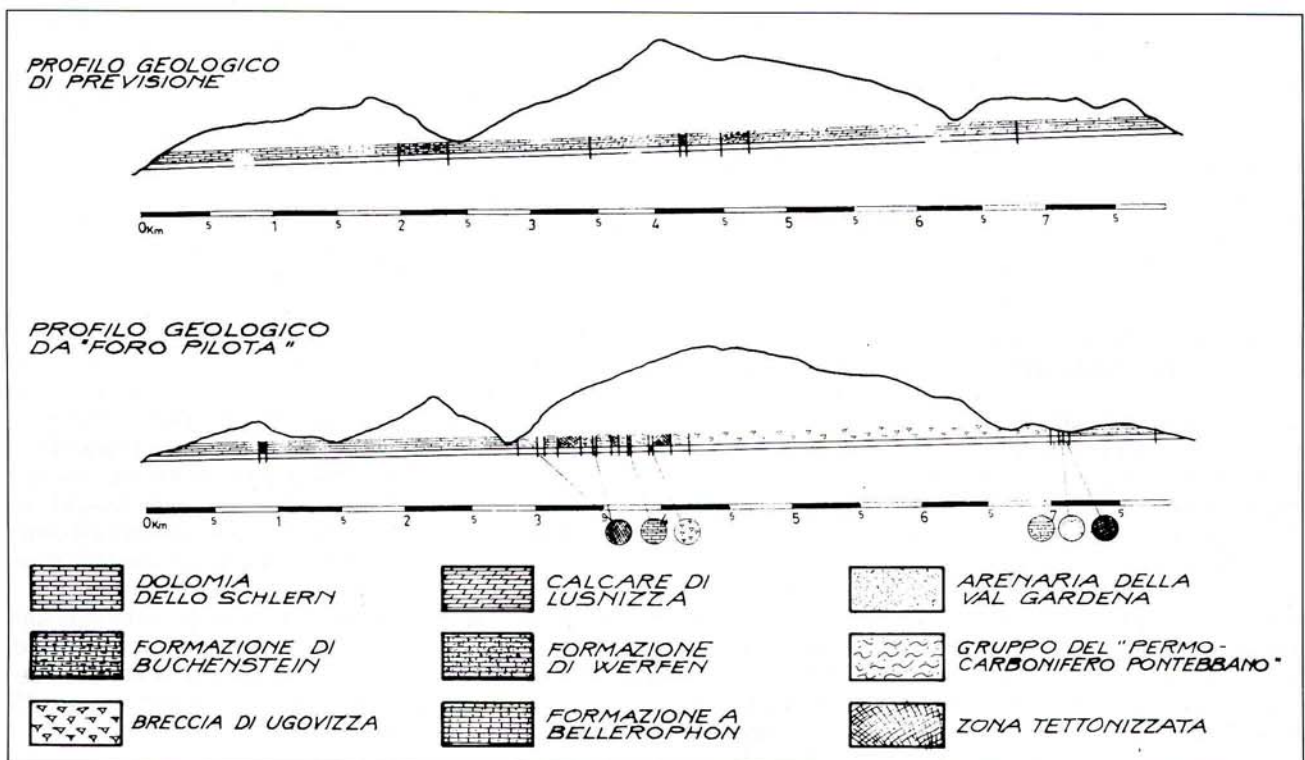 PROFILO GEOLOGICO
DI PREVISIONE
0Km 5 1 5 2 5 3 5 4 5 5 5 6 5 7 5
PROFILO GEOLOGICO
DA "FORO PILOTA"
0Km 5 1 5 2 5 3 5 4 5 5 5 6 5 7 5
DOLOMIA
DELLO SCHLERN
CALCARE DI
LUSNIZZA
ARENARIA DELLA
VAL GARDENA
FORMAZIONE DI
BUCHENSTEIN
FORMAZIONE
DI WERFEN
GRUPPO DEL "PERMO-
CARBONIFERO PONTEBBANO"
BRECCIA DI UGOVIZZA
FORMAZIONE A
BELLEROPHON
ZONA TETTONIZZATA